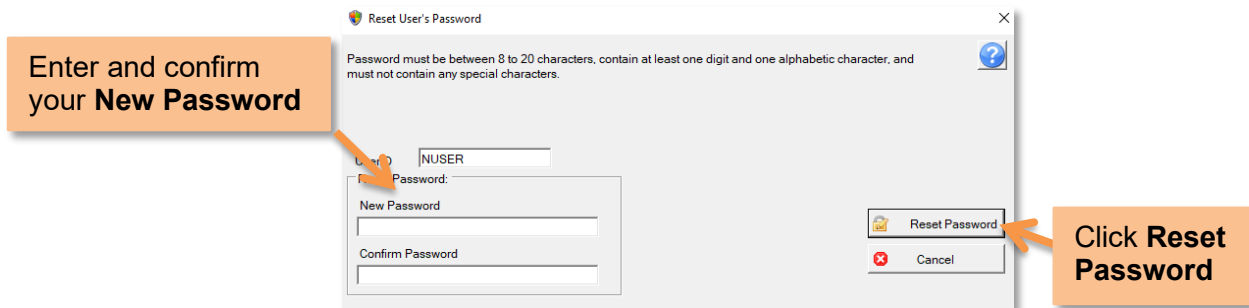 Reset User's Password
Enter and confirm
your New Password
Password must be between 8 to 20 characters, contain at least one digit and one alphabetic character, and
must not contain any special characters.
NUSER
Password:
New Password
Confirm Password
Reset Password
Cancel
Click Reset
Password